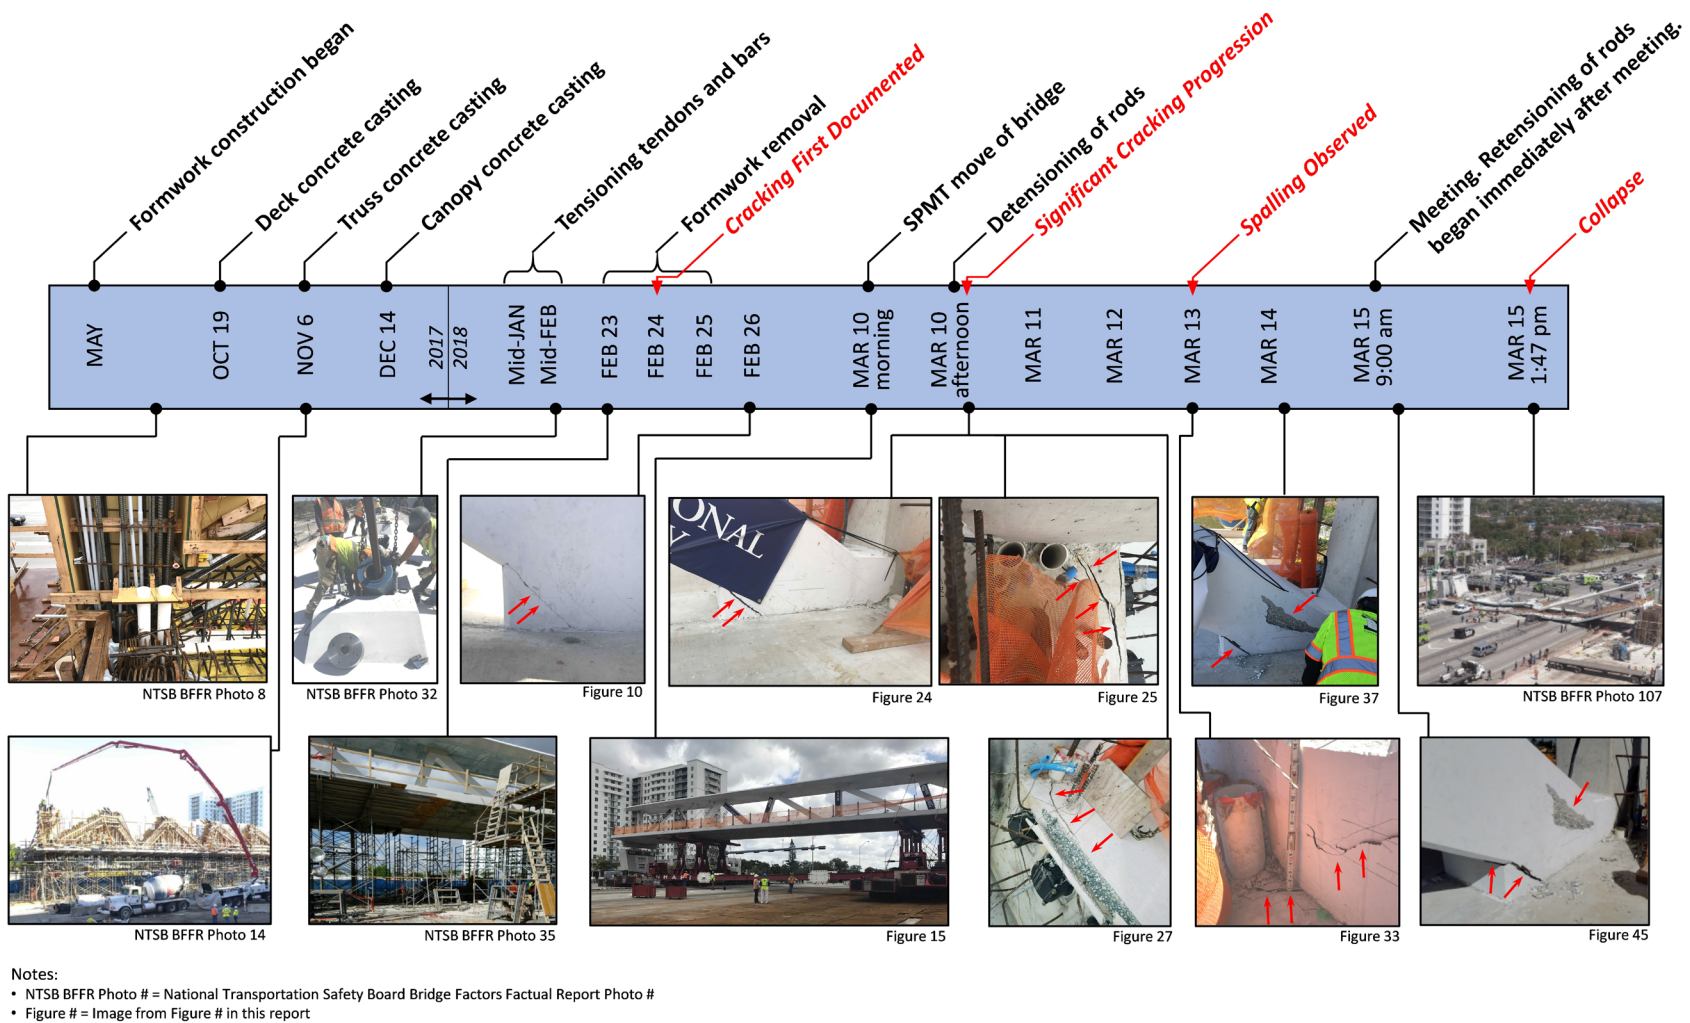 Formwork construction began
Deck concrete casting
Truss concrete casting
Canopy concrete casting
Tensioning tendons and bars
Formwork removal
Cracking First Documented
SPMT move of bridge
Detensioning of rods
Significant Cracking Progression
Spalling Observed
Meeting. Retensioning of rods
began immediately after meeting.
Collapse
MAY
OCT 19
NOV 6
DEC 14
2017
2018
Mid-JAN
Mid-FEB
FEB 23
FEB 24
FEB 25
FEB 26
MAR 10
morning
MAR 10
afternoon
MAR 11
MAR 12
MAR 13
MAR 14
MAR 15
9:00 am
MAR 15
1:47 pm
ONAL
Y
NTSB BFFR Photo 8
NTSB BFFR Photo 32
Figure 10
Figure 24
Figure 25
Figure 37
NTSB BFFR Photo 107
NTSB BFFR Photo 14
NTSB BFFR Photo 35
Figure 15
Figure 27
Figure 33
Figure 45
Notes:
• NTSB BFFR Photo # = National Transportation Safety Board Bridge Factors Factual Report Photo #
• Figure # = Image from Figure # in this report